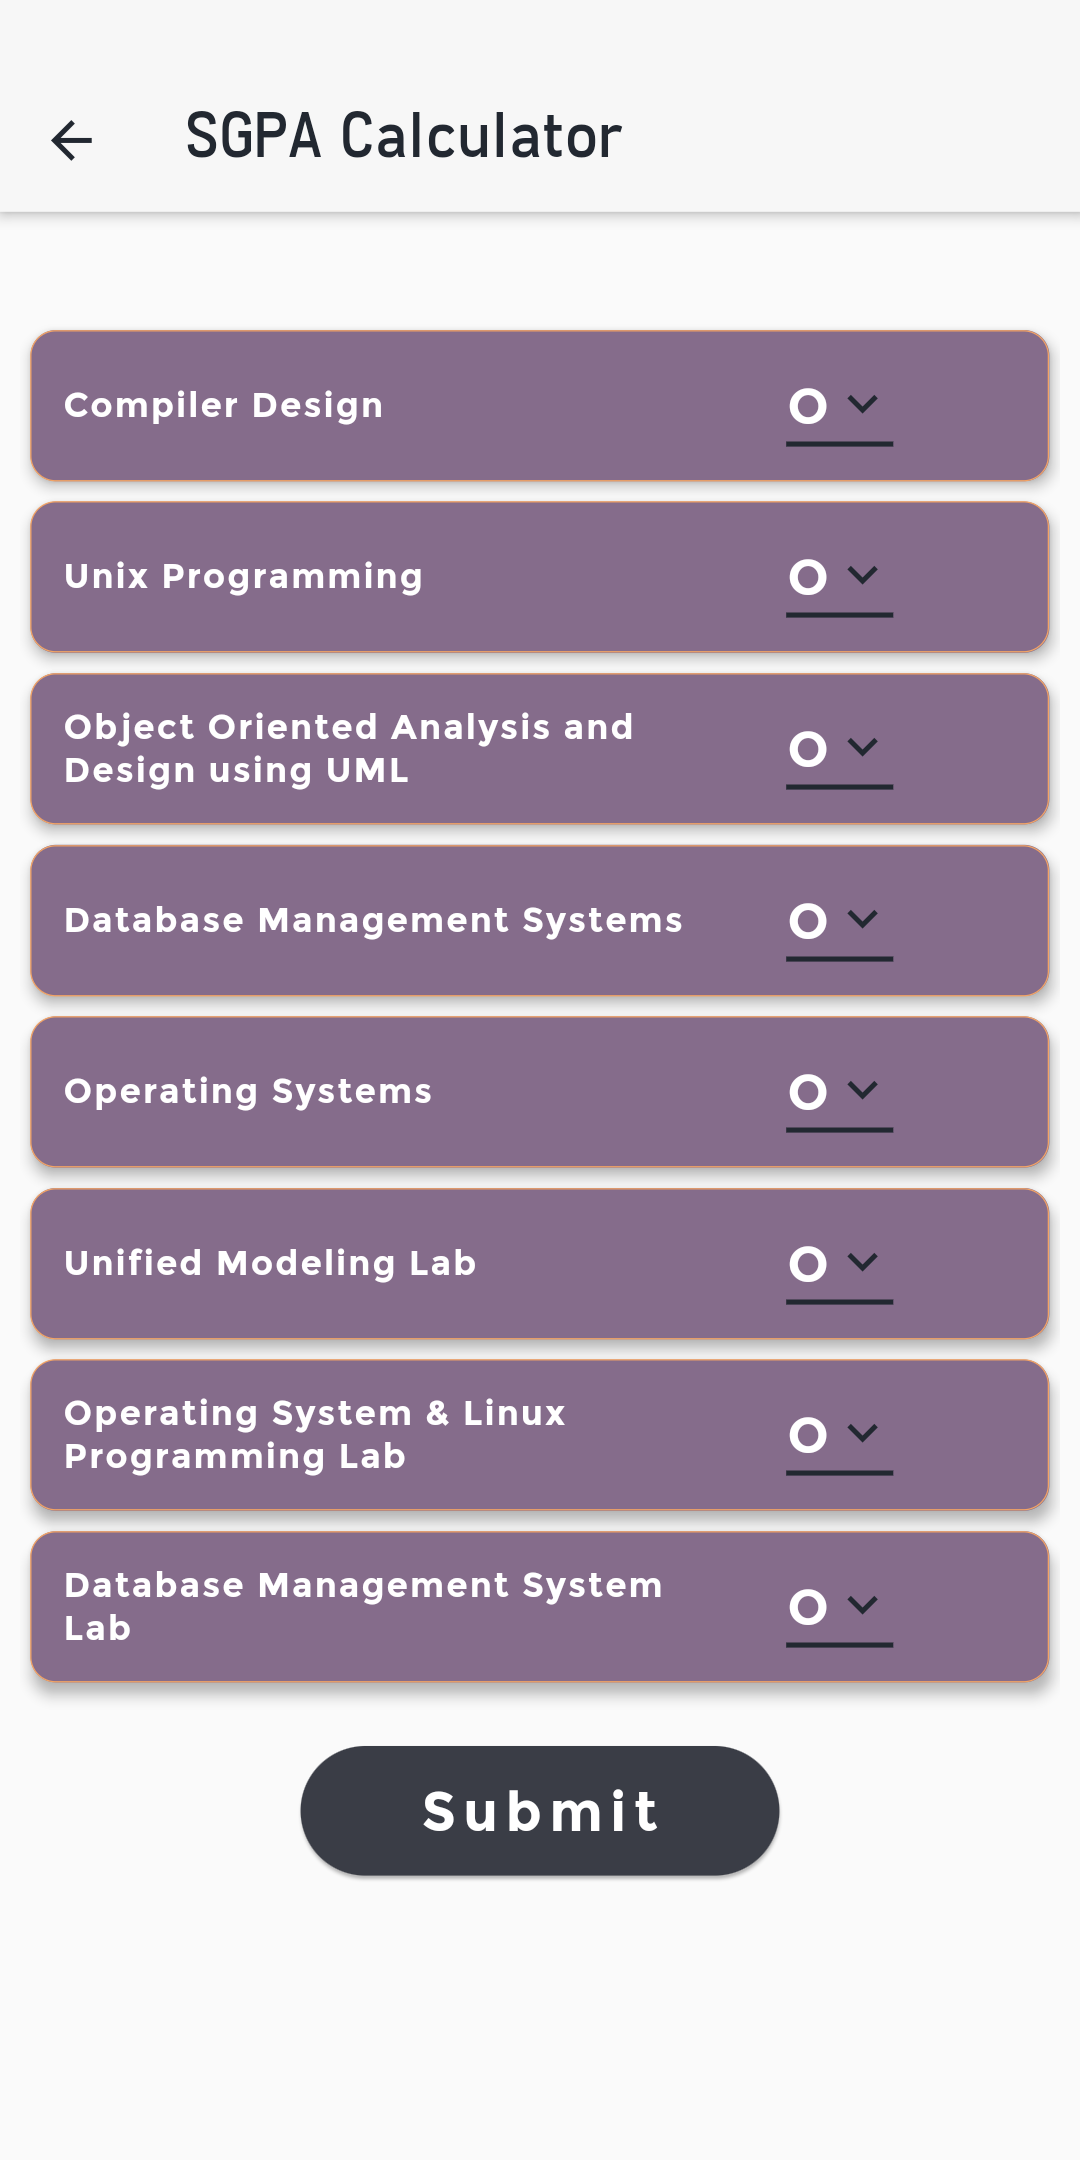 SGPA Calculator
Compiler Design O
Unix Programming O
Object Oriented Analysis and
Design using UML O
Database Management Systems O
Operating Systems O
Unified Modeling Lab O
Operating System & Linux
Programming Lab O
Database Management System
Lab O
Submit